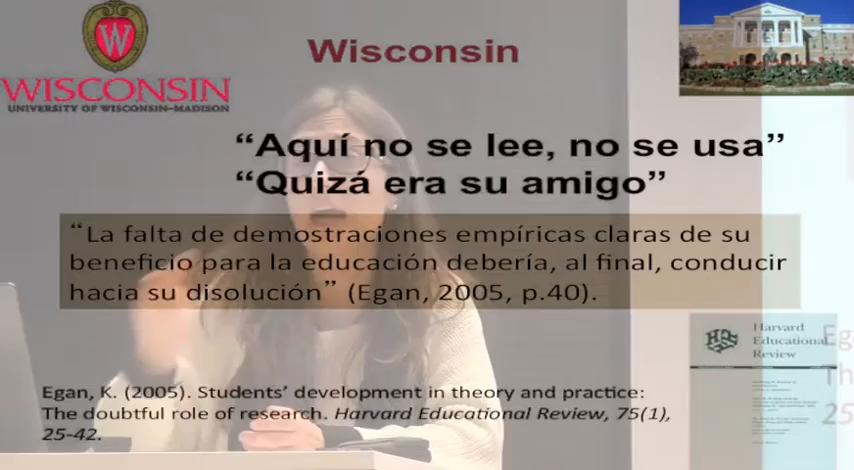 WISCONSIN
UNIVERSITY OF WISCONSIN–MADISON
Wisconsin
“Aquí no se lee, no se usa”
“Quizá era su amigo”
“La falta de demostraciones empíricas claras de su
beneficio para la educación debería, al final, conducir
hacia su disolución” (Egan, 2005, p.40).
Harvard
Educational
Review
Eg
Th
25
Egan, K. (2005). Students’ development in theory and practice:
The doubtful role of research. Harvard Educational Review, 75(1),
25-42.